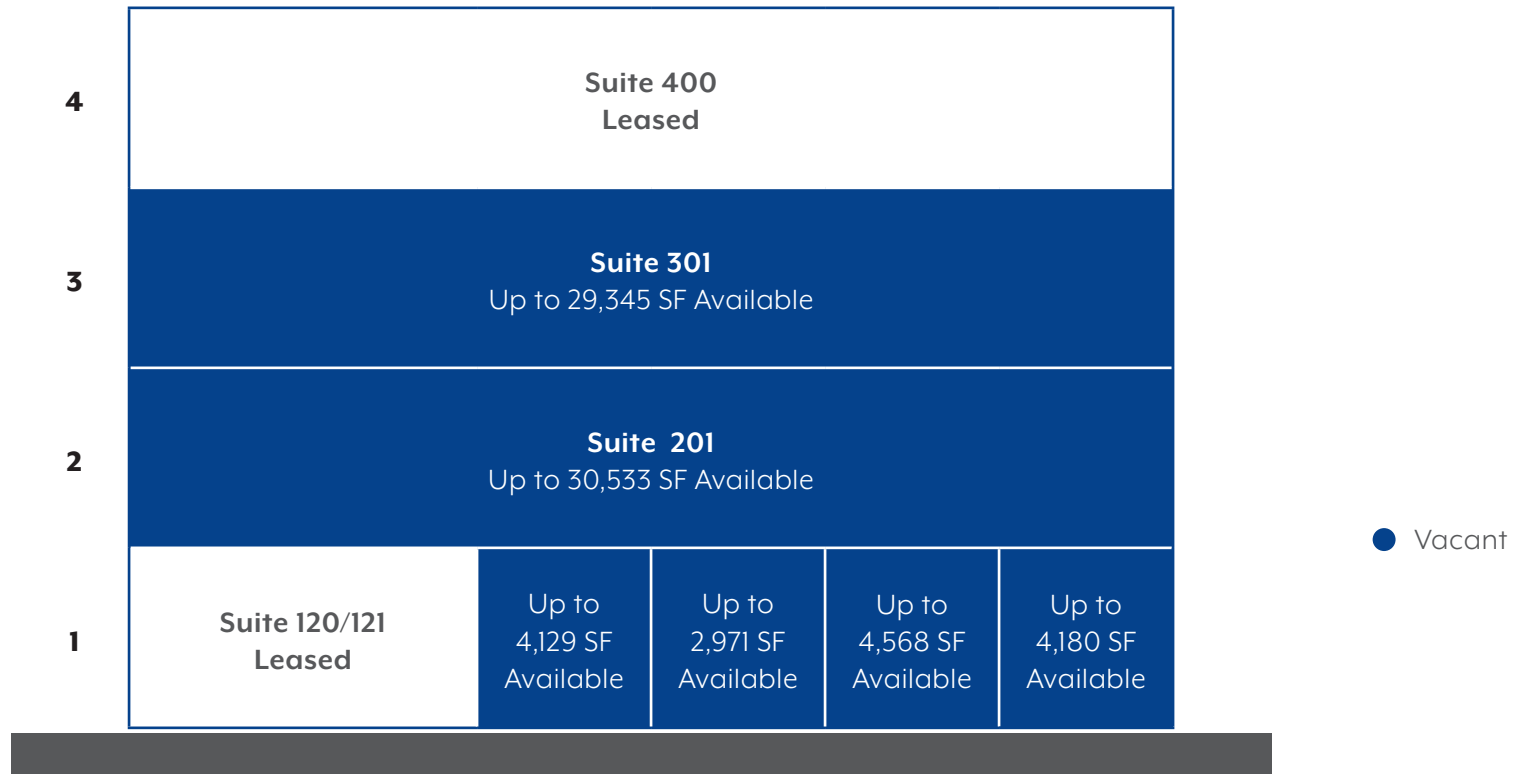 4
Suite 400
Leased
3
Suite 301
Up to 29,345 SF Available
2
Suite 201
Up to 30,533 SF Available
1
Suite 120/121
Leased
Up to
4,129 SF
Available
Up to
2,971 SF
Available
Up to
4,568 SF
Available
Up to
4,180 SF
Available
Vacant